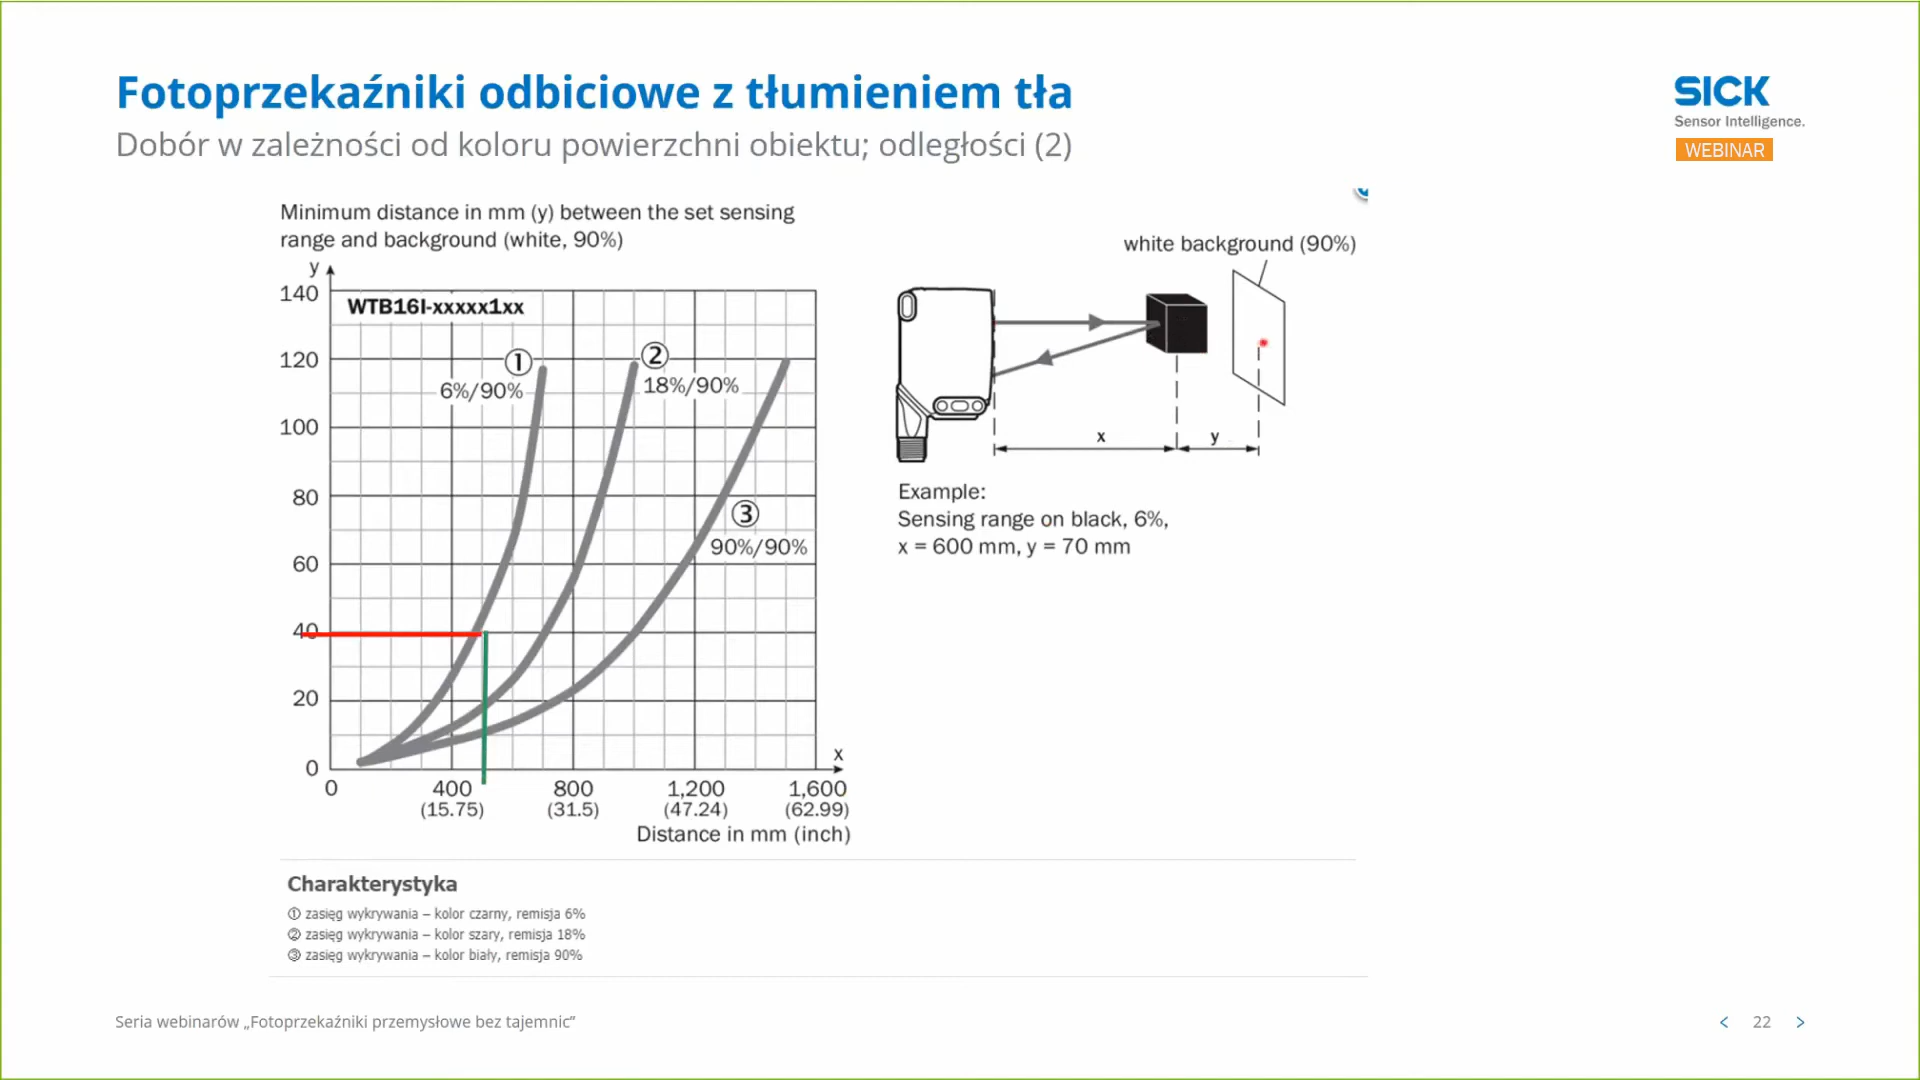 Fotoprzekaźniki odbiciowe z tłumieniem tła
Dobór w zależności od koloru powierzchni obiektu; odległości (2)
SICK
Sensor Intelligence.
WEBINAR
Minimum distance in mm (y) between the set sensing
range and background (white, 90%)
y
140
120
100
80
60
40
20
0
WTB16I-xxxxx1xx
①
6%/90%
②
18%/90%
③
90%/90%
x
0 400 800 1,200 1,600
(15.75) (31.5) (47.24) (62.99)
Distance in mm (inch)
white background (90%)
x y
Example:
Sensing range on black, 6%,
x = 600 mm, y = 70 mm
Charakterystyka
① zasięg wykrywania – kolor czarny, remisja 6%
② zasięg wykrywania – kolor szary, remisja 18%
③ zasięg wykrywania – kolor biały, remisja 90%
Seria webinarów „Fotoprzekaźniki przemysłowe bez tajemnic”
< 22 >